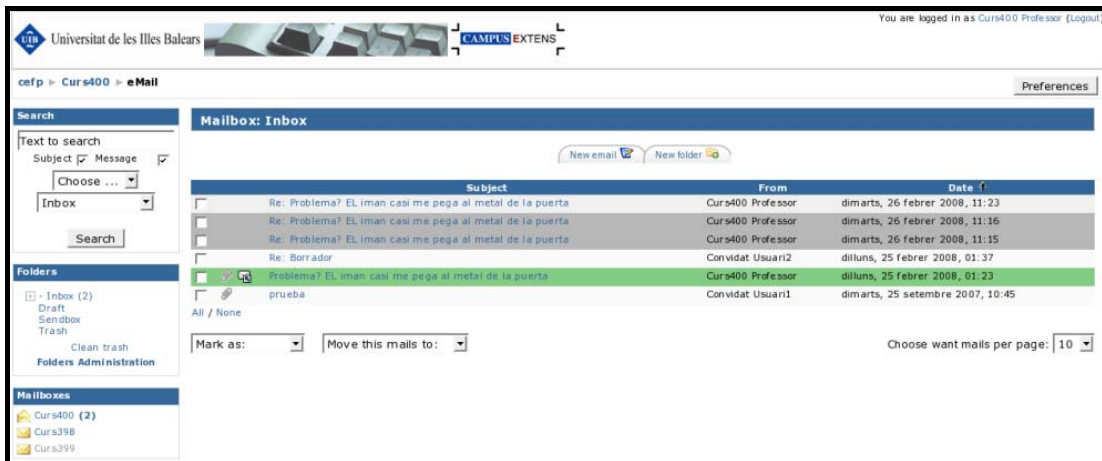 You are logged in as Curs400 Professor (Logout)
UIB Universitat de les Illes Balears CAMPUS EXTENS
cefp ► Curs400 ► eMail
Preferences
Search
Text to search
Subject Message
Choose ...
Inbox
Search
Folders
- Inbox (2)
Draft
Sendbox
Trash
Clean trash
Folders Administration
Mailboxes
Curs400 (2)
Curs398
Curs399
Mailbox: Inbox
New email New folder
Subject From Date
Re: Problema? EL iman casi me pega al metal de la puerta Curs400 Professor dimarts, 26 febrer 2008, 11:23
Re: Problema? EL iman casi me pega al metal de la puerta Curs400 Professor dimarts, 26 febrer 2008, 11:16
Re: Problema? EL iman casi me pega al metal de la puerta Curs400 Professor dimarts, 26 febrer 2008, 11:15
Re: Borrador Convidat Usuari2 dilluns, 25 febrer 2008, 01:37
Problema? EL iman casi me pega al metal de la puerta Curs400 Professor dilluns, 25 febrer 2008, 01:23
prueba Convidat Usuari1 dimarts, 25 setembre 2007, 10:45
All / None
Mark as: Move this mails to: Choose want mails per page: 10